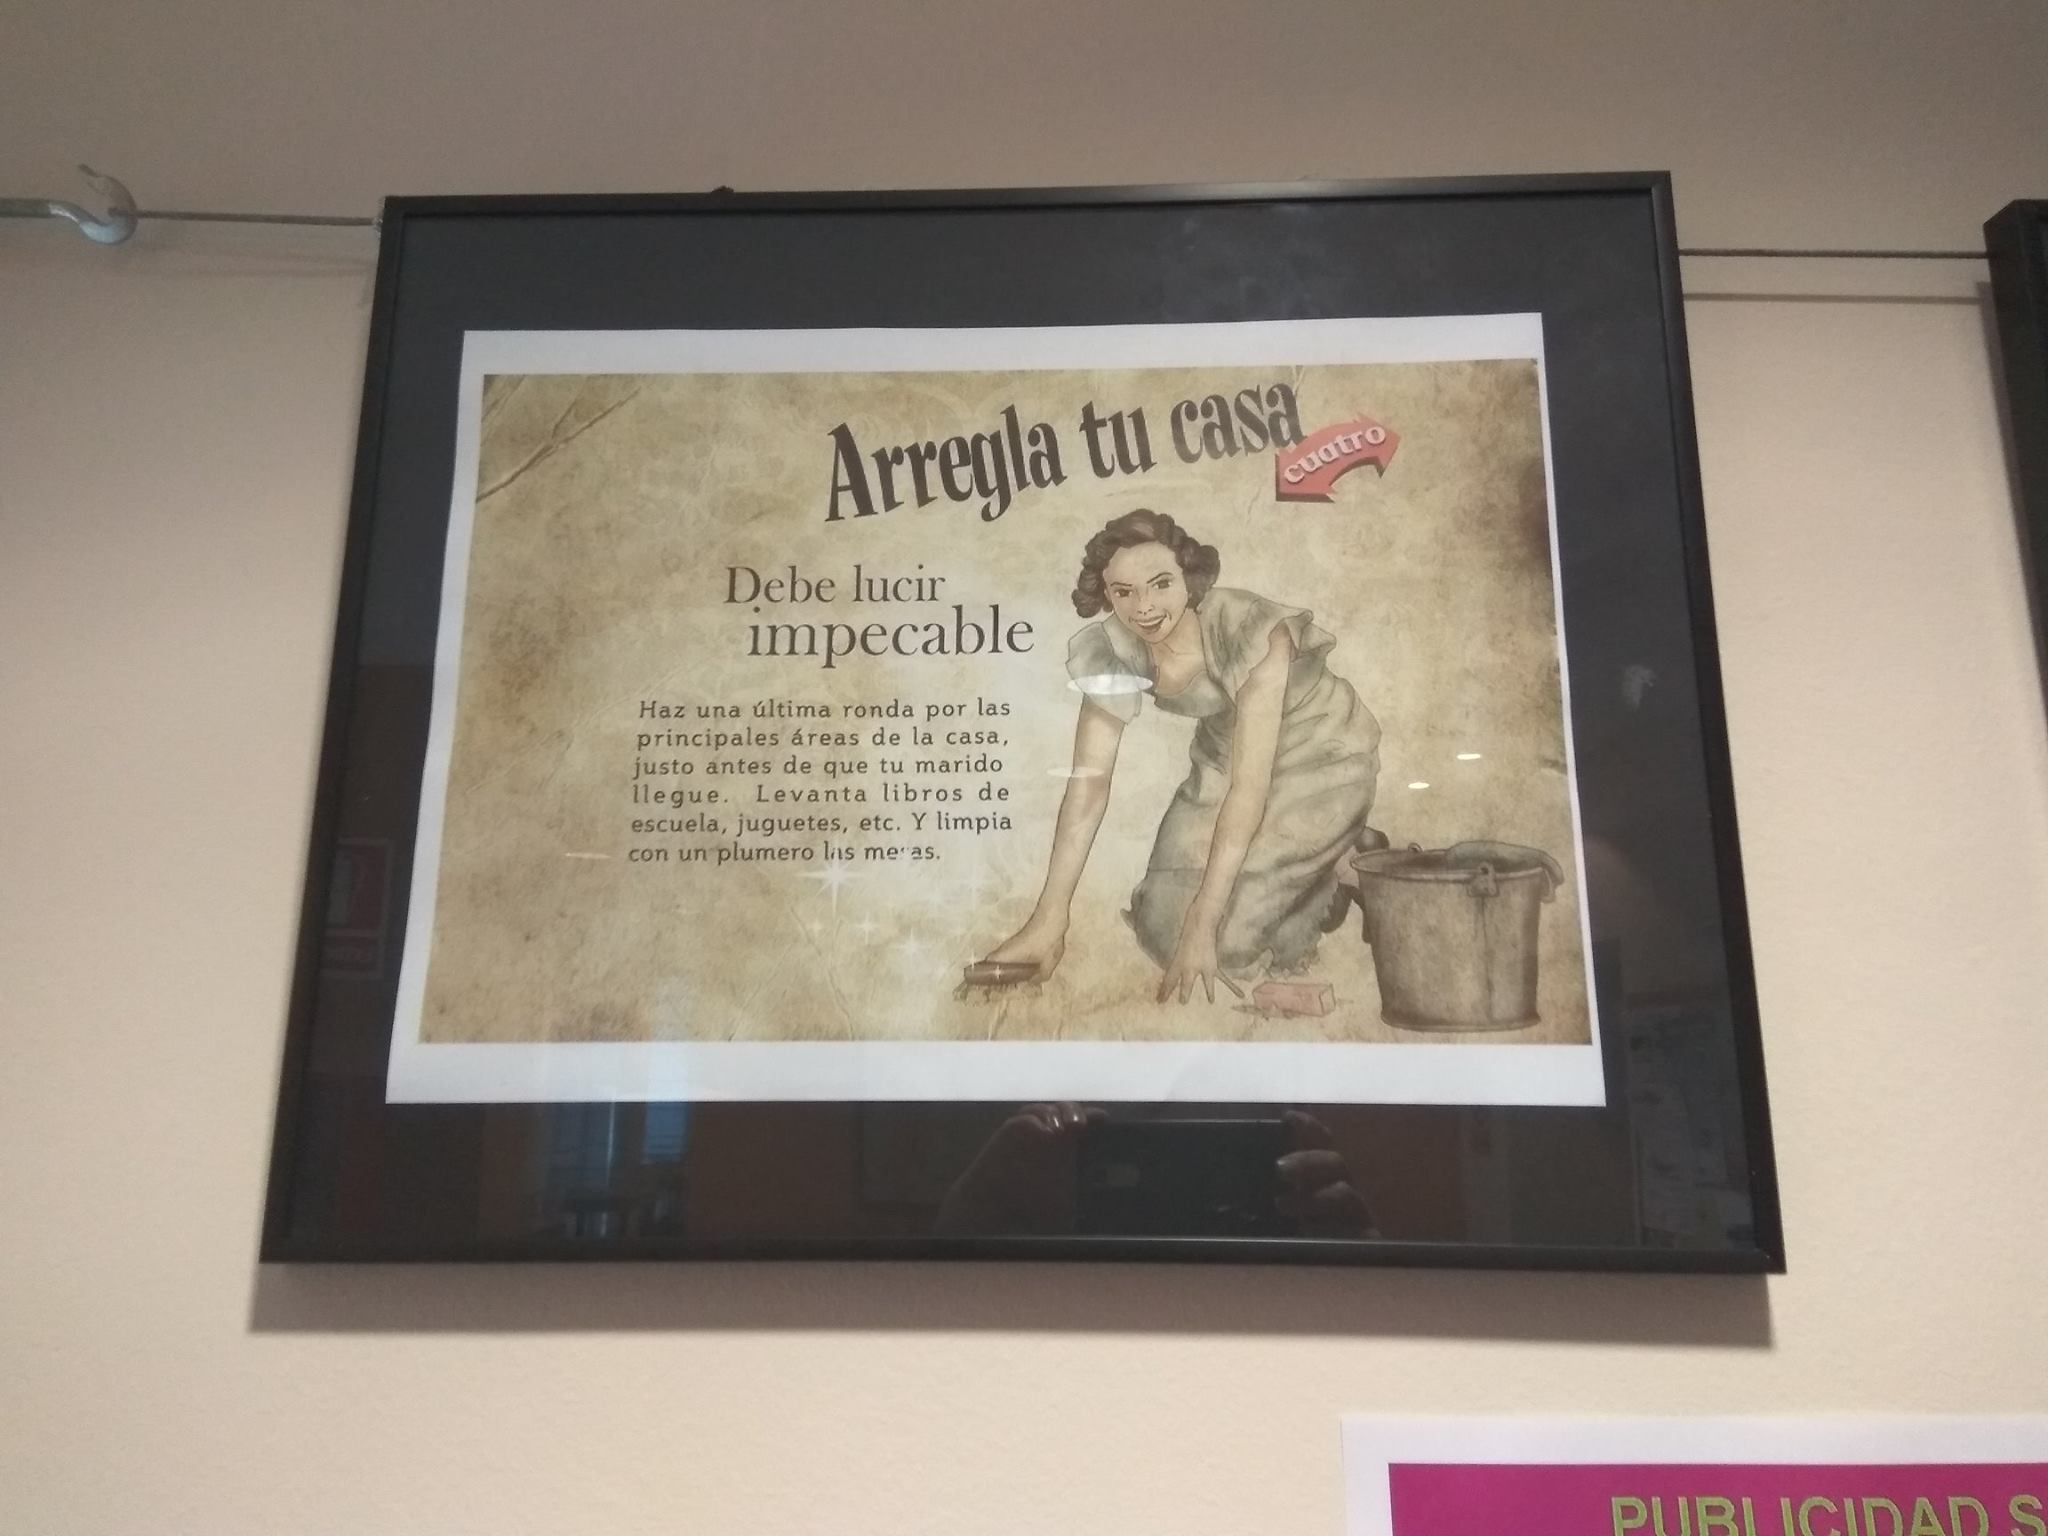 Arregla tu casa
cuatro
Debe lucir
impecable
Haz una última ronda por las
principales áreas de la casa,
justo antes de que tu marido
llegue. Levanta libros de
escuela, juguetes, etc. Y limpia
con un plumero las mesas.
PUBLICIDAD S